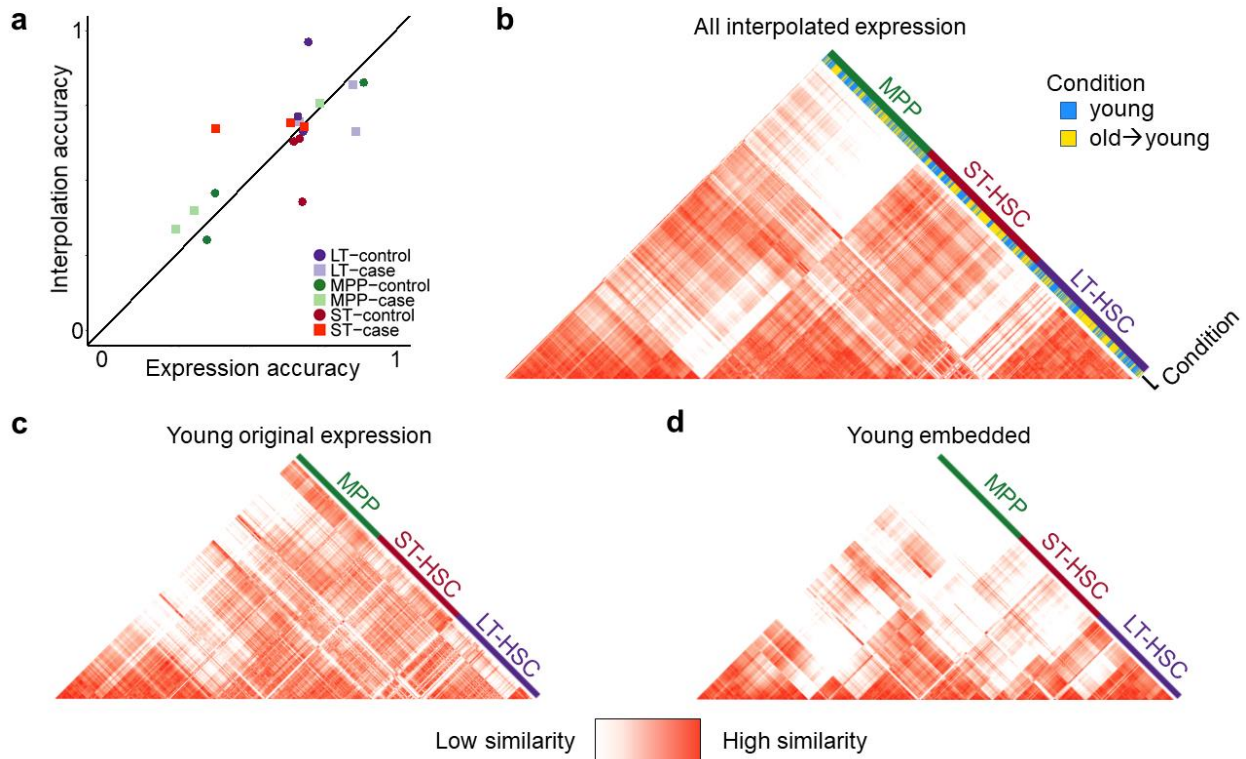 a
1
Interpolation accuracy
0
0
Expression accuracy
1
LT−control
LT−case
MPP−control
MPP−case
ST−control
ST−case
b
All interpolated expression
MPP
ST-HSC
LT-HSC
Condition
Condition
young
old→young
c
Young original expression
MPP
ST-HSC
LT-HSC
d
Young embedded
MPP
ST-HSC
LT-HSC
Low similarity
High similarity